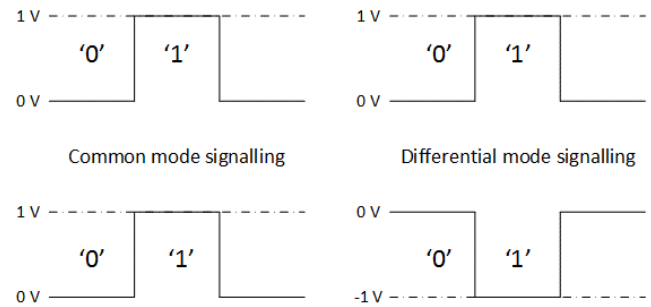 1 V 1 V
‘0’ ‘1’ ‘0’ ‘1’
0 V 0 V
Common mode signalling Differential mode signalling
1 V 0 V
‘0’ ‘1’ ‘0’ ‘1’
0 V -1 V